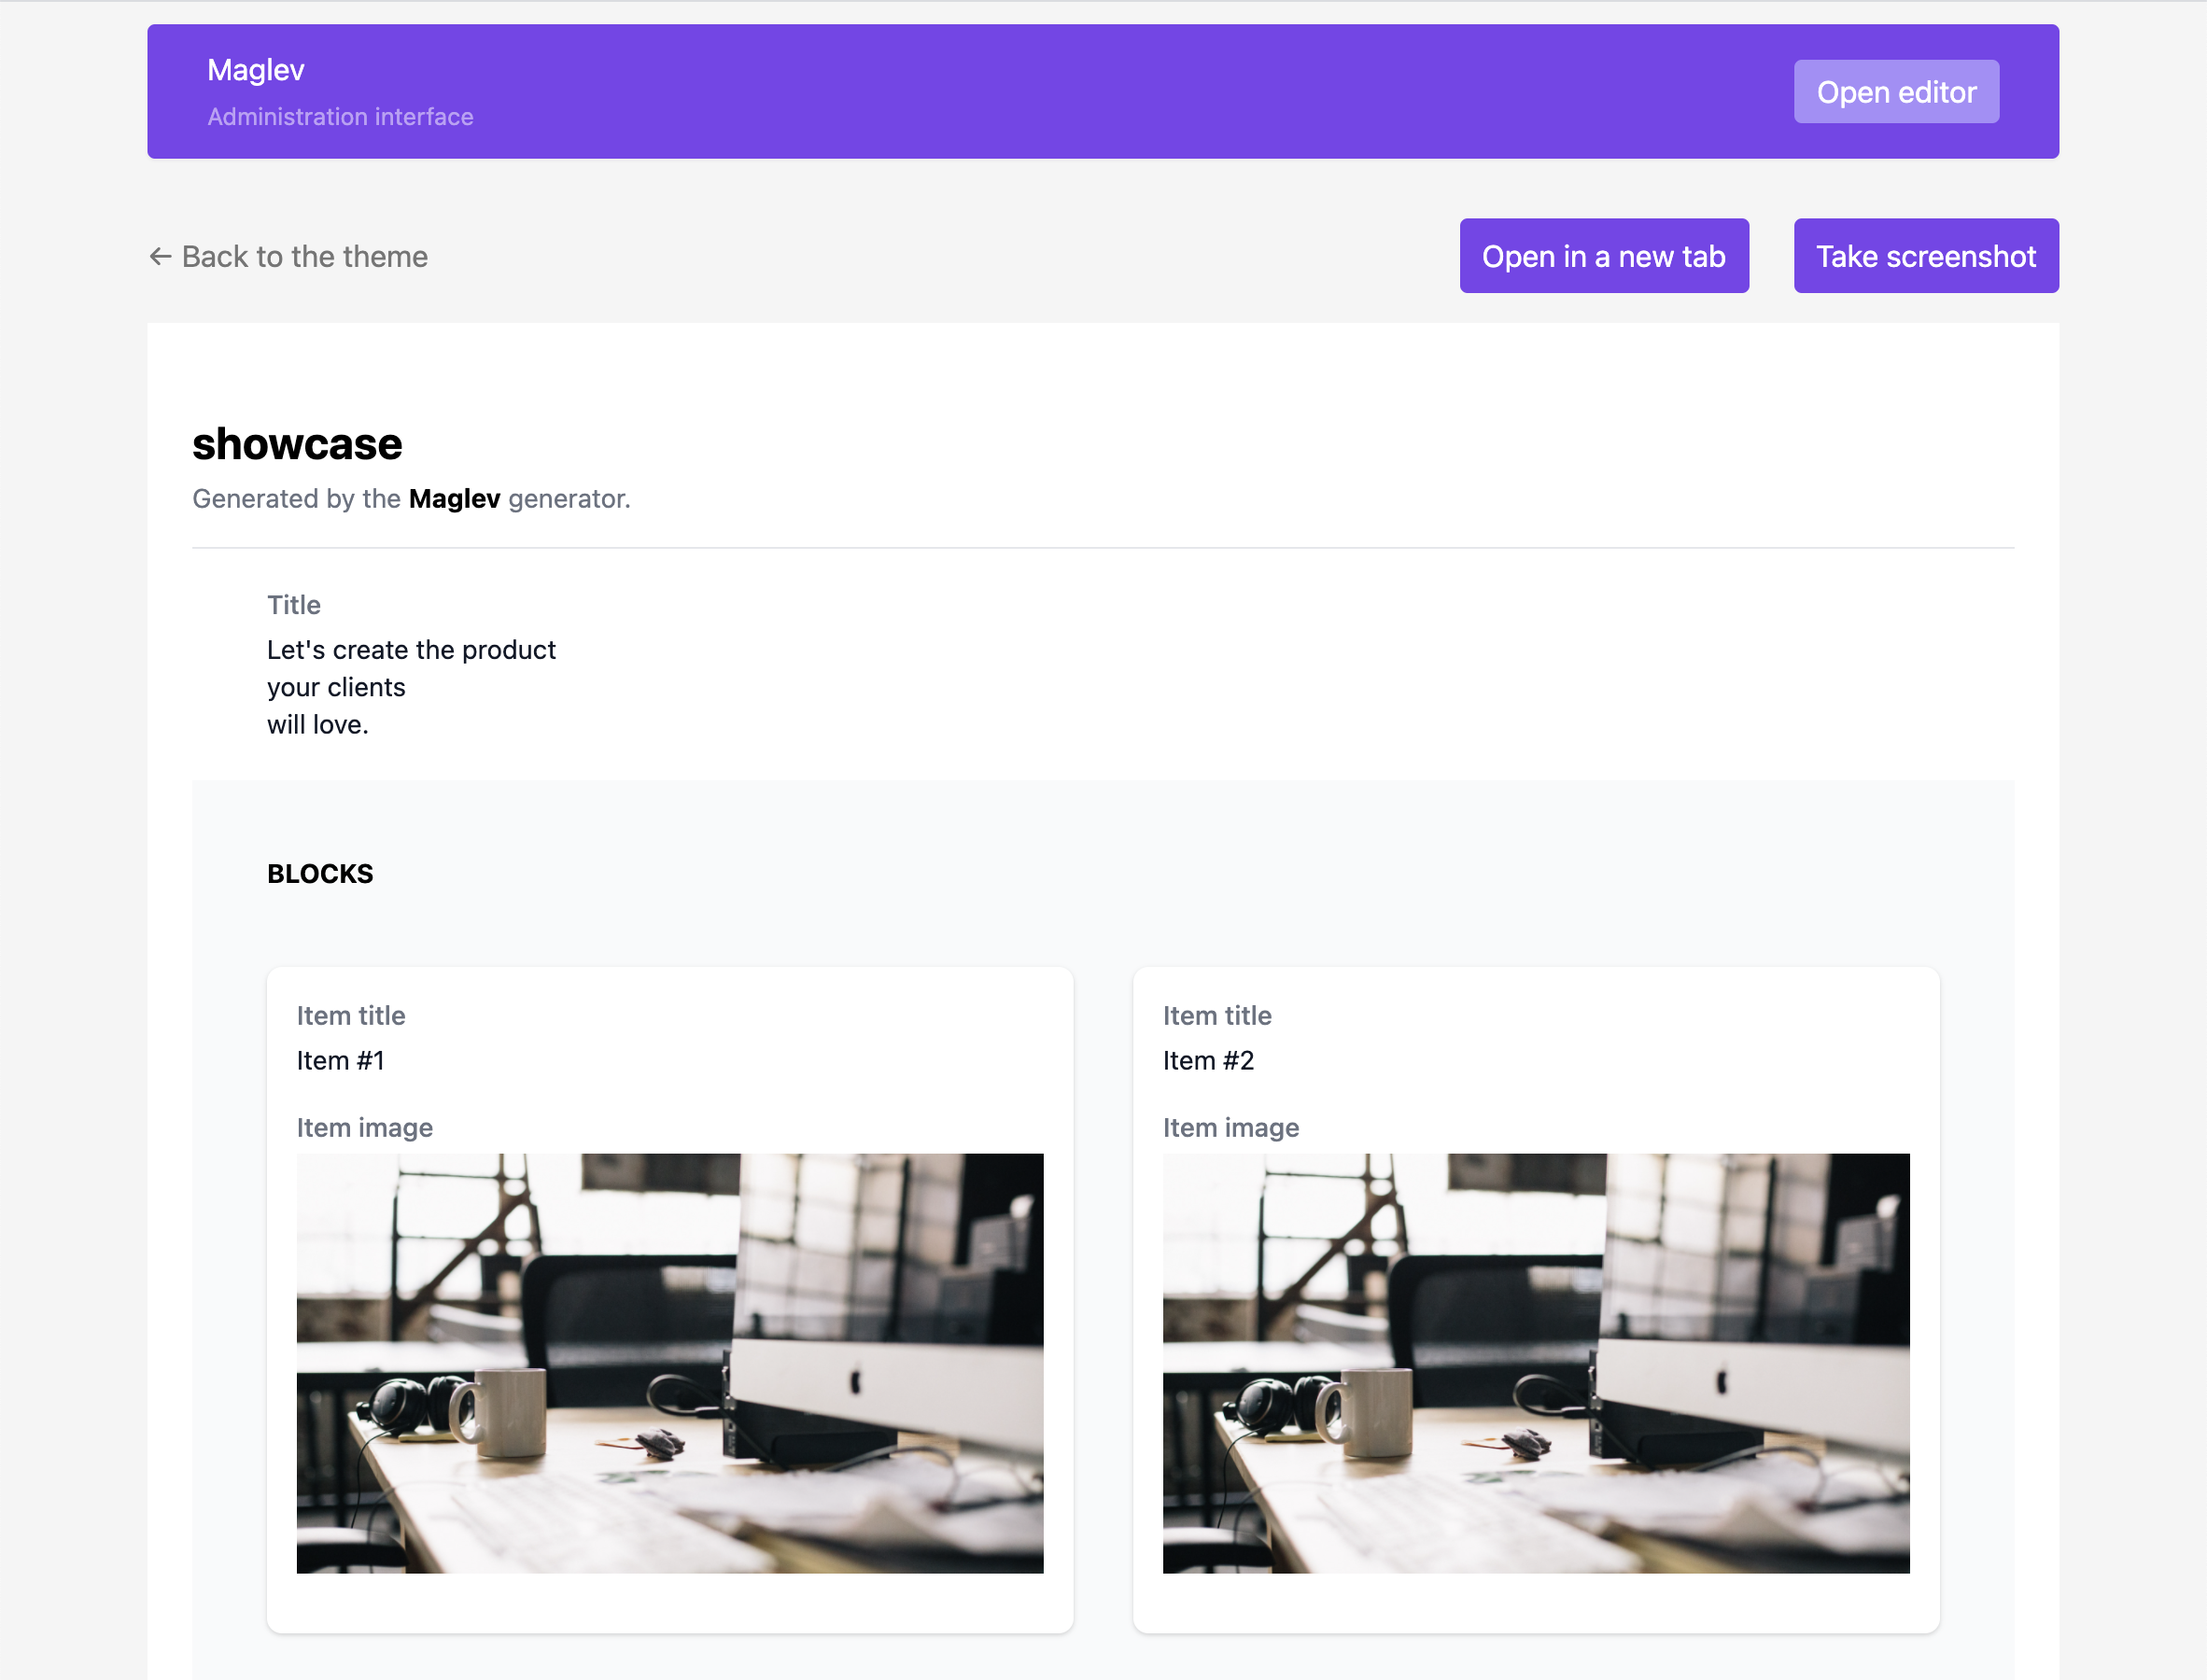 Maglev
Administration interface
Open editor
← Back to the theme
Open in a new tab
Take screenshot
showcase
Generated by the Maglev generator.
Title
Let's create the product
your clients
will love.
BLOCKS
Item title
Item #1
Item image
Item title
Item #2
Item image